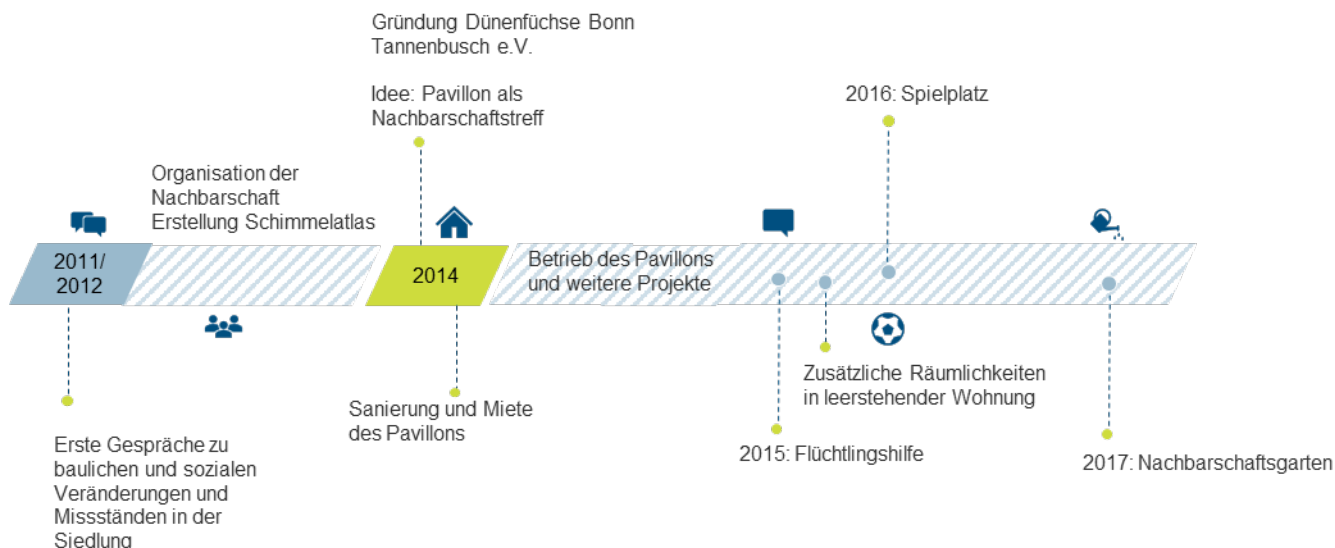 Gründung Dünenfüchse Bonn
Tannenbusch e.V.
Idee: Pavillon als
Nachbarschaftstreff
2016: Spielplatz
Organisation der
Nachbarschaft
Erstellung Schimmelatlas
2011/
2012
2014
Betrieb des Pavillons
und weitere Projekte
Zusätzliche Räumlichkeiten
in leerstehender Wohnung
Sanierung und Miete
des Pavillons
Erste Gespräche zu
baulichen und sozialen
Veränderungen und
Missständen in der
Siedlung
2015: Flüchtlingshilfe
2017: Nachbarschaftsgarten